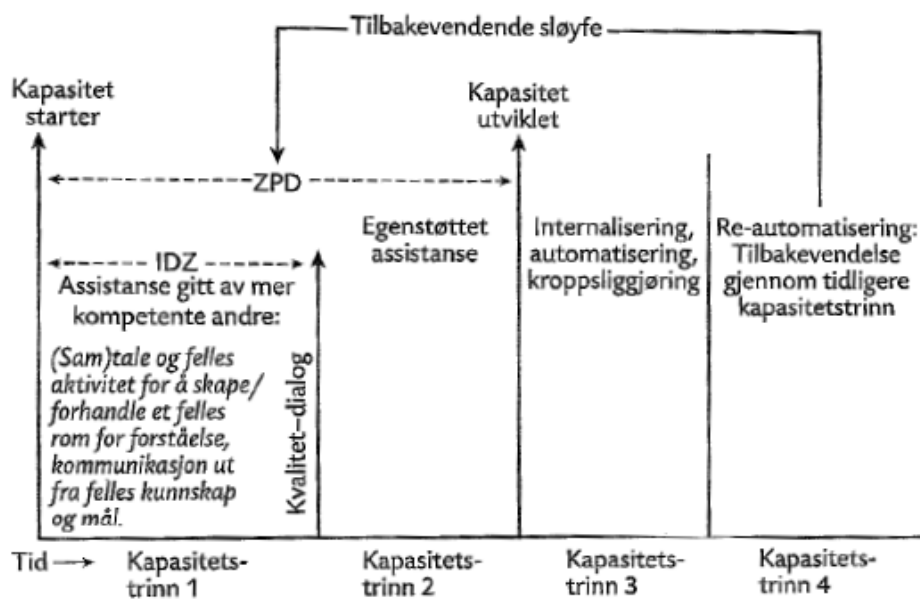 Tilbakevendende sløyfe
Kapasitet
starter
Kapasitet
utviklet
ZPD
Egenstøttet
assistanse
Internalisering,
automatisering,
kroppsliggjøring
Re-automatisering:
Tilbakevendelse
gjennom tidligere
kapasitetstrinn
IDZ
Assistanse gitt av mer
kompetente andre:
(Sam)tale og felles
aktivitet for å skape/
forhandle et felles
rom for forståelse,
kommunikasjon ut
fra felles kunnskap
og mål.
Kvalitet–dialog
Tid
Kapasitets-
trinn 1
Kapasitets-
trinn 2
Kapasitets-
trinn 3
Kapasitets-
trinn 4